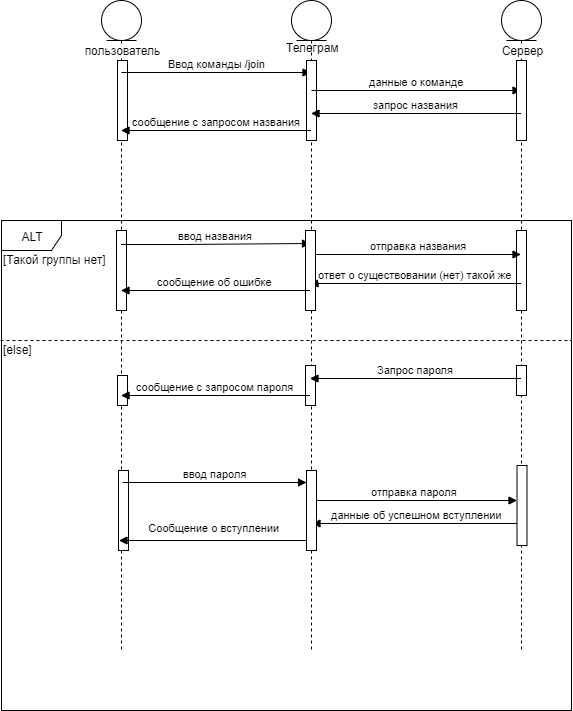 пользователь
Телеграм
Сервер
Ввод команды /join
данные о команде
запрос названия
сообщение с запросом названия
ALT
[Такой группы нет]
ввод названия
отправка названия
ответ о существовании (нет) такой же
сообщение об ошибке
[else]
Запрос пароля
сообщение с запросом пароля
ввод пароля
отправка пароля
данные об успешном вступлении
Сообщение о вступлении